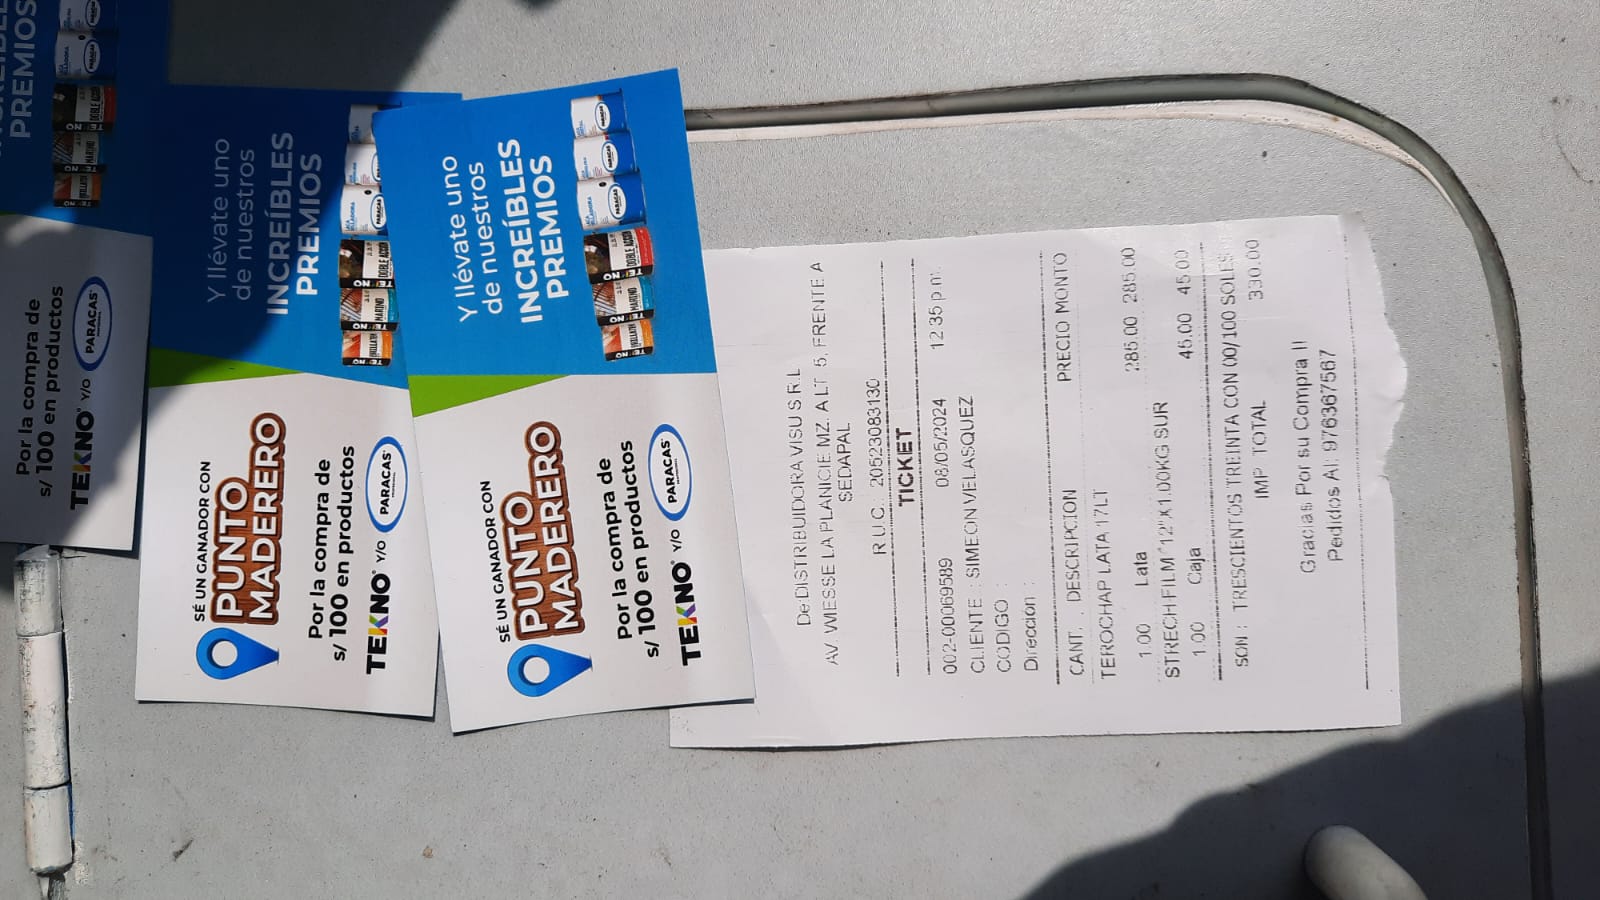 PREMIOS
Por la compra de
s/ 100 en productos
TEKNO Y/O PARACAS
Y llévate uno
de nuestros
INCREÍBLES
PREMIOS
SÉ UN GANADOR CON
PUNTO
MADERERO
Por la compra de
s/ 100 en productos
TEKNO Y/O PARACAS
Y llévate uno
de nuestros
INCREÍBLES
PREMIOS
SÉ UN GANADOR CON
PUNTO
MADERERO
Por la compra de
s/ 100 en productos
TEKNO Y/O PARACAS
De:DISTRIBUIDORA VISU S R L
AV. WIESSE LA PLANICIE MZ. A LT 5, FRENTE A
SEDAPAL
R.U.C.: 20523083130
TICKET
002-00069589 08/05/2024 12:35 p.m.
CLIENTE : SIMEON VELASQUEZ
CODIGO :
Direccion :
CANT. . DESCRIPCION PRECIO MONTO
TEROCHAP LATA 17LT
1.00 Lata 285.00 285.00
STRECH FILM *12" X 1.00KG SUR
1.00 Caja 45.00 45.00
SON : TRESCIENTOS TREINTA CON 00/100 SOLES
IMP. TOTAL 330.00
Gracias Por su Compra !!
Pedidos Al: 976367567